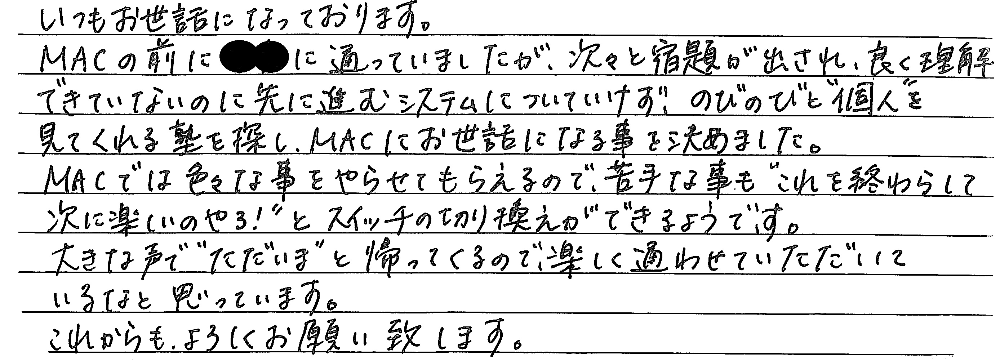 いつもお世話になっております。
MACの前に に通っていましたが、次々と宿題が出され、良く理解
できていないのに先に進むシステムについていけず、のびのびと“個人”を
見てくれる塾を探し、MACにお世話になる事を決めました。
MACでは色々な事をやらせてもらえるので、苦手な事も“これを終わらして
次に楽しいのやる!”とスイッチの切り換えができるようです。
大きな声で“ただいま”と帰ってくるので、楽しく通わせていただいて
いるなと思っています。
これからも、よろしくお願い致します。